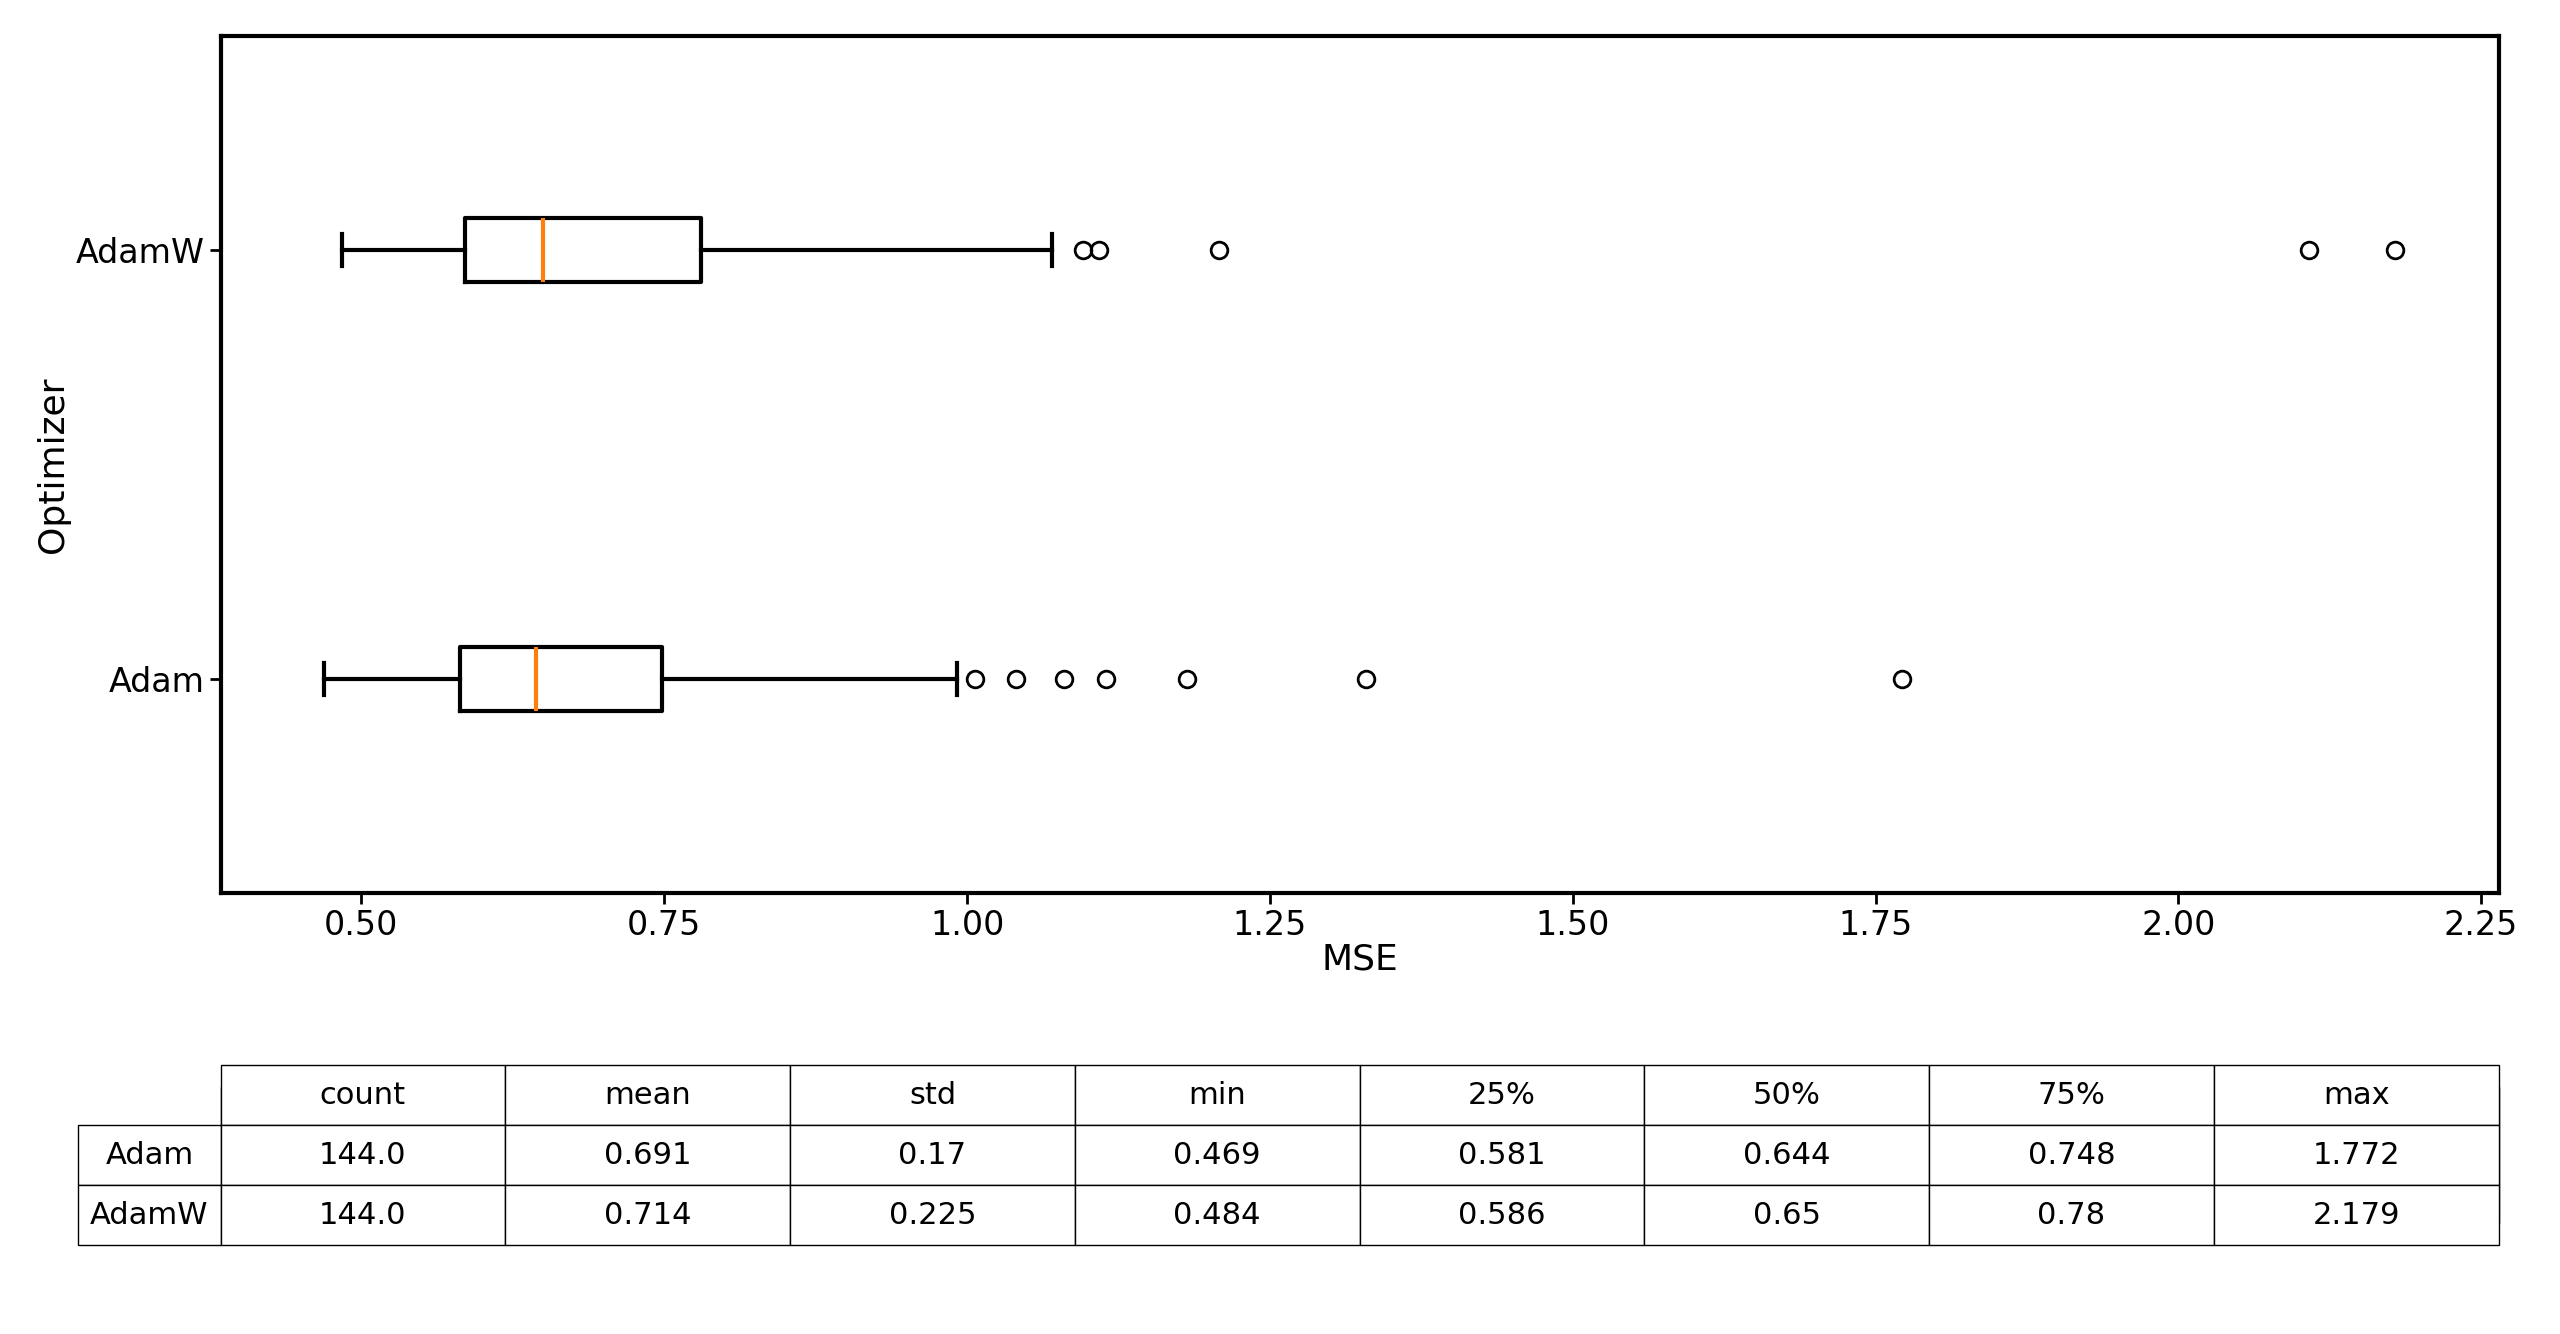 AdamW
Optimizer
Adam
0.50 0.75 1.00 1.25 1.50 1.75 2.00 2.25
MSE
count mean std min 25% 50% 75% max
Adam 144.0 0.691 0.17 0.469 0.581 0.644 0.748 1.772
AdamW 144.0 0.714 0.225 0.484 0.586 0.65 0.78 2.179